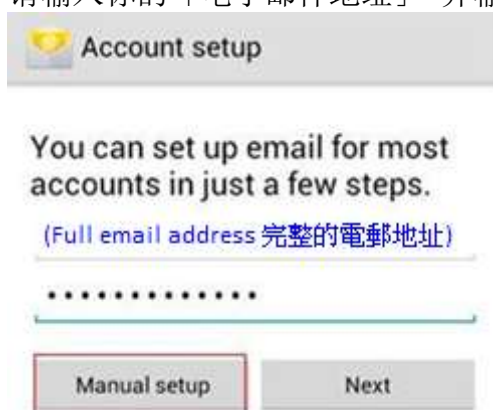 Account setup
You can set up email for most
accounts in just a few steps.
(Full email address 完整的電郵地址)
•••••••••••••
Manual setup Next